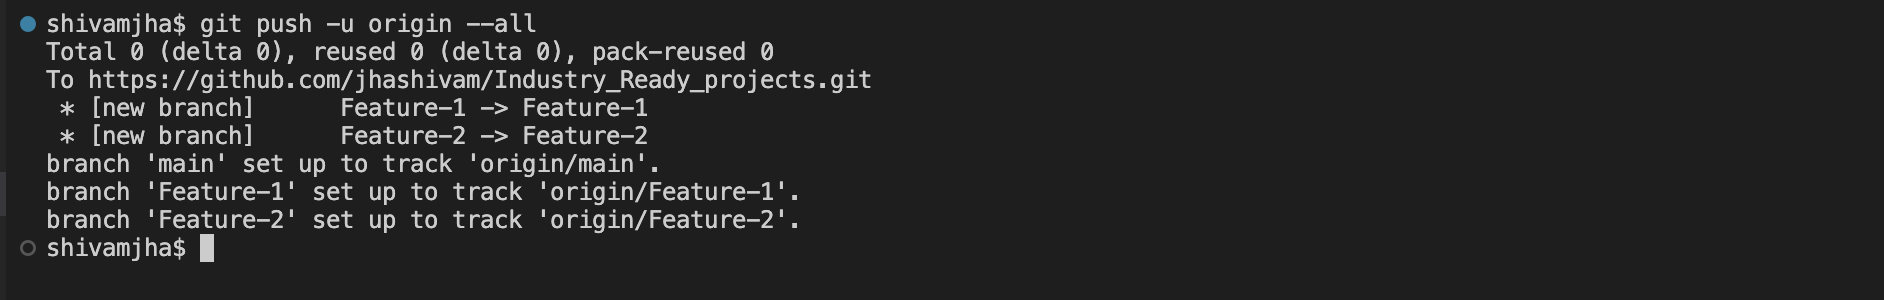 shivamjha$ git push -u origin --all
Total 0 (delta 0), reused 0 (delta 0), pack-reused 0
To https://github.com/jhashivam/Industry_Ready_projects.git
 * [new branch]      Feature-1 -> Feature-1
 * [new branch]      Feature-2 -> Feature-2
branch 'main' set up to track 'origin/main'.
branch 'Feature-1' set up to track 'origin/Feature-1'.
branch 'Feature-2' set up to track 'origin/Feature-2'.
shivamjha$